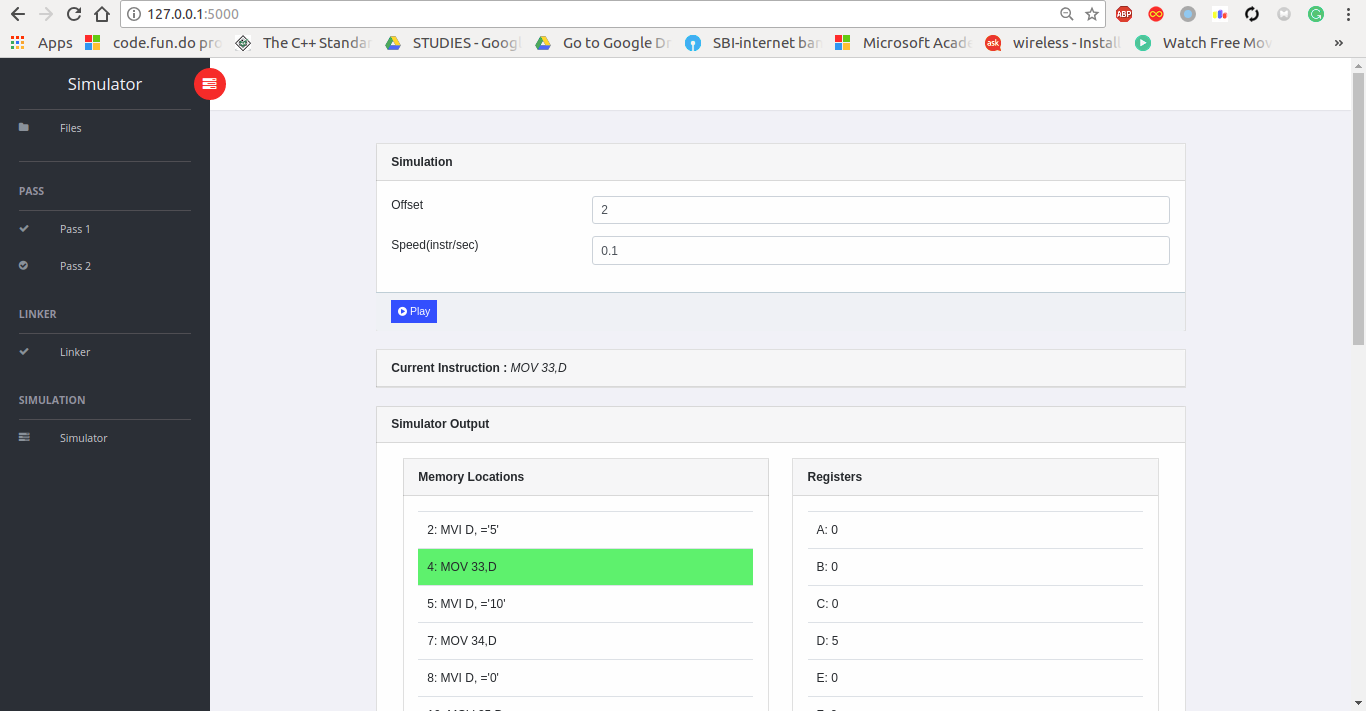 127.0.0.1:5000
ABP
Apps code.fun.do pro The C++ Standar STUDIES - Googl Go to Google Dr SBI-internet ban Microsoft Acade ask wireless - Install Watch Free Mov »
Simulator
Files
PASS
Pass 1
Pass 2
LINKER
Linker
SIMULATION
Simulator
Simulation
Offset 2
Speed(instr/sec) 0.1
Play
Current Instruction : MOV 33,D
Simulator Output
Memory Locations
2: MVI D, ='5'
4: MOV 33,D
5: MVI D, ='10'
7: MOV 34,D
8: MVI D, ='0'
Registers
A: 0
B: 0
C: 0
D: 5
E: 0